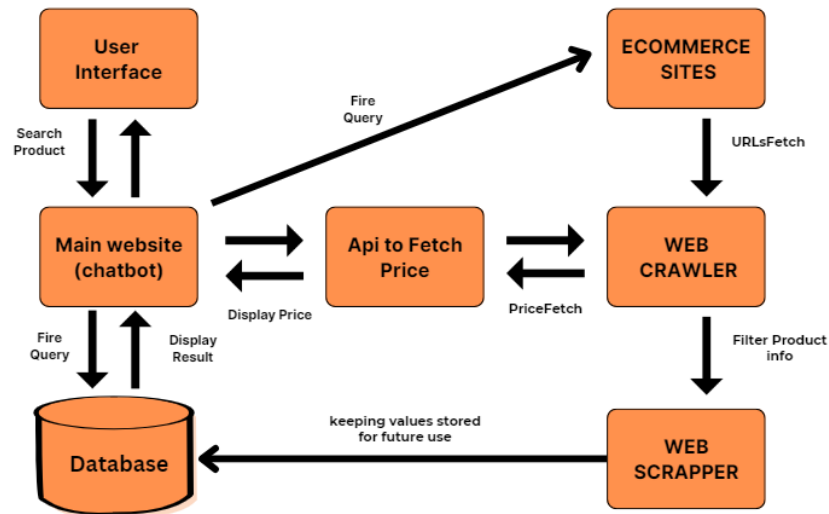 User
Interface
ECOMMERCE
SITES
Fire
Query
Search
Product
URLsFetch
Main website
(chatbot)
Api to Fetch
Price
WEB
CRAWLER
Display Price
PriceFetch
Fire
Query
Display
Result
Filter Product
info
keeping values stored
for future use
Database
WEB
SCRAPPER